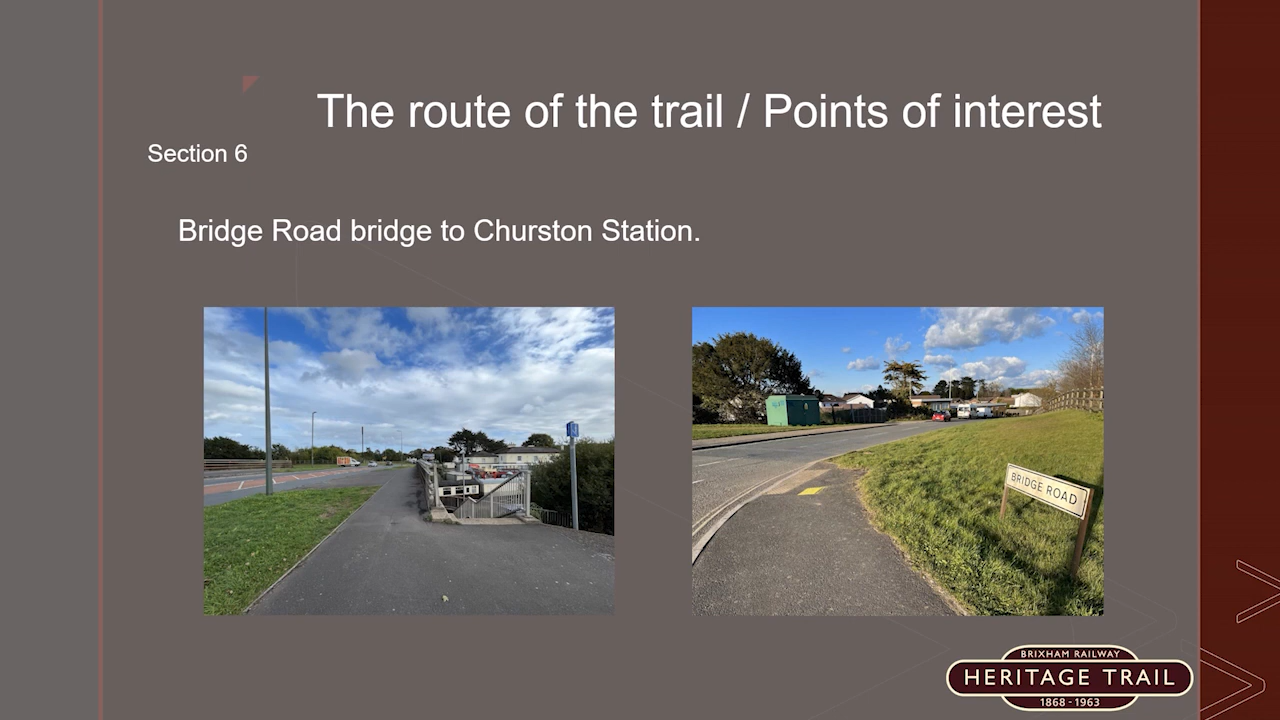 The route of the trail / Points of interest
Section 6
Bridge Road bridge to Churston Station.
BRIDGE ROAD
BRIXHAM RAILWAY
HERITAGE TRAIL
1868 - 1963